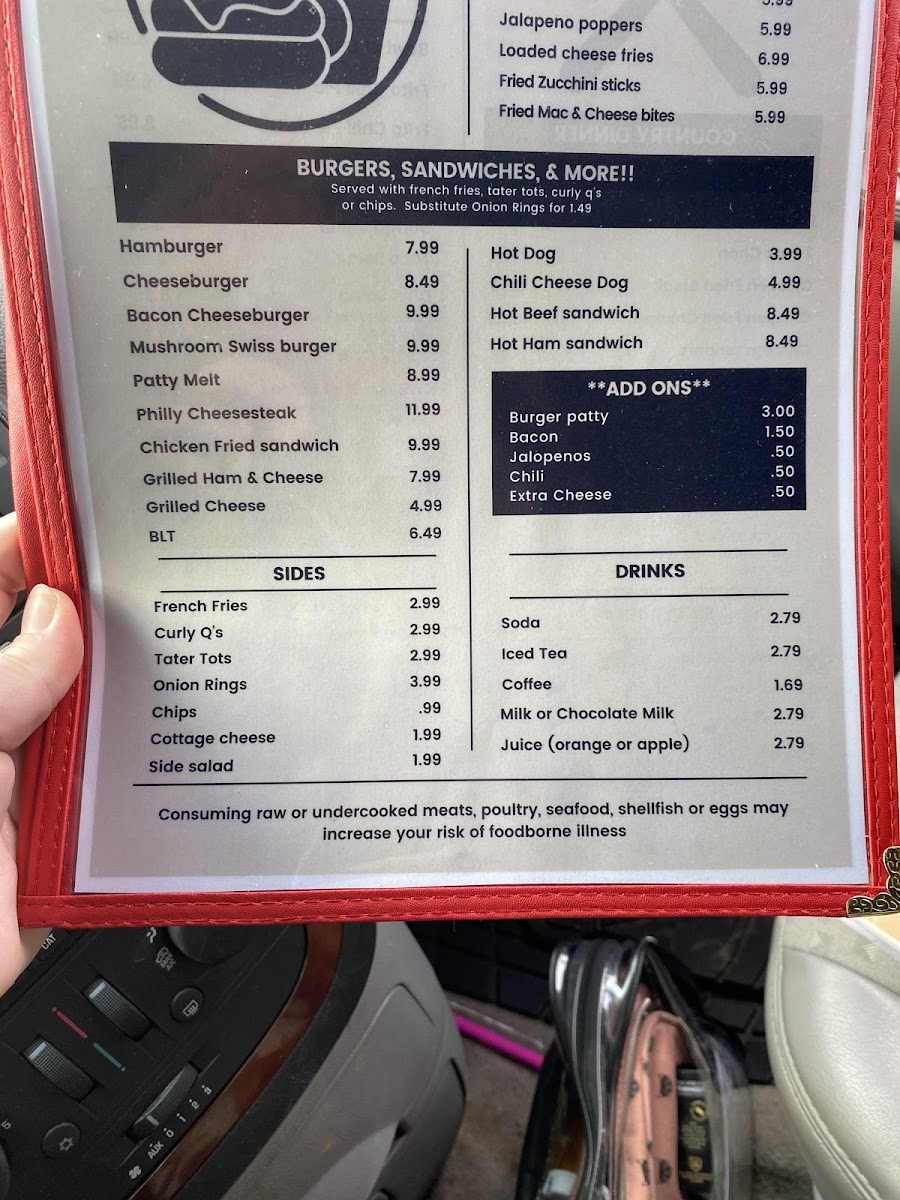 5.99
Jalapeno poppers 5.99
Loaded cheese fries 6.99
Fried Zucchini sticks 5.99
Fried Mac & Cheese bites 5.99
BURGERS, SANDWICHES, & MORE!!
Served with french fries, tater tots, curly q's
or chips. Substitute Onion Rings for 1.49
Hamburger 7.99
Cheeseburger 8.49
Bacon Cheeseburger 9.99
Mushroom Swiss burger 9.99
Patty Melt 8.99
Philly Cheesesteak 11.99
Chicken Fried sandwich 9.99
Grilled Ham & Cheese 7.99
Grilled Cheese 4.99
BLT 6.49
Hot Dog 3.99
Chili Cheese Dog 4.99
Hot Beef sandwich 8.49
Hot Ham sandwich 8.49
**ADD ONS**
Burger patty 3.00
Bacon 1.50
Jalopenos .50
Chili .50
Extra Cheese .50
SIDES
French Fries 2.99
Curly Q's 2.99
Tater Tots 2.99
Onion Rings 3.99
Chips .99
Cottage cheese 1.99
Side salad 1.99
DRINKS
Soda 2.79
Iced Tea 2.79
Coffee 1.69
Milk or Chocolate Milk 2.79
Juice (orange or apple) 2.79
Consuming raw or undercooked meats, poultry, seafood, shellfish or eggs may
increase your risk of foodborne illness
R
AUX 0 1 2 3